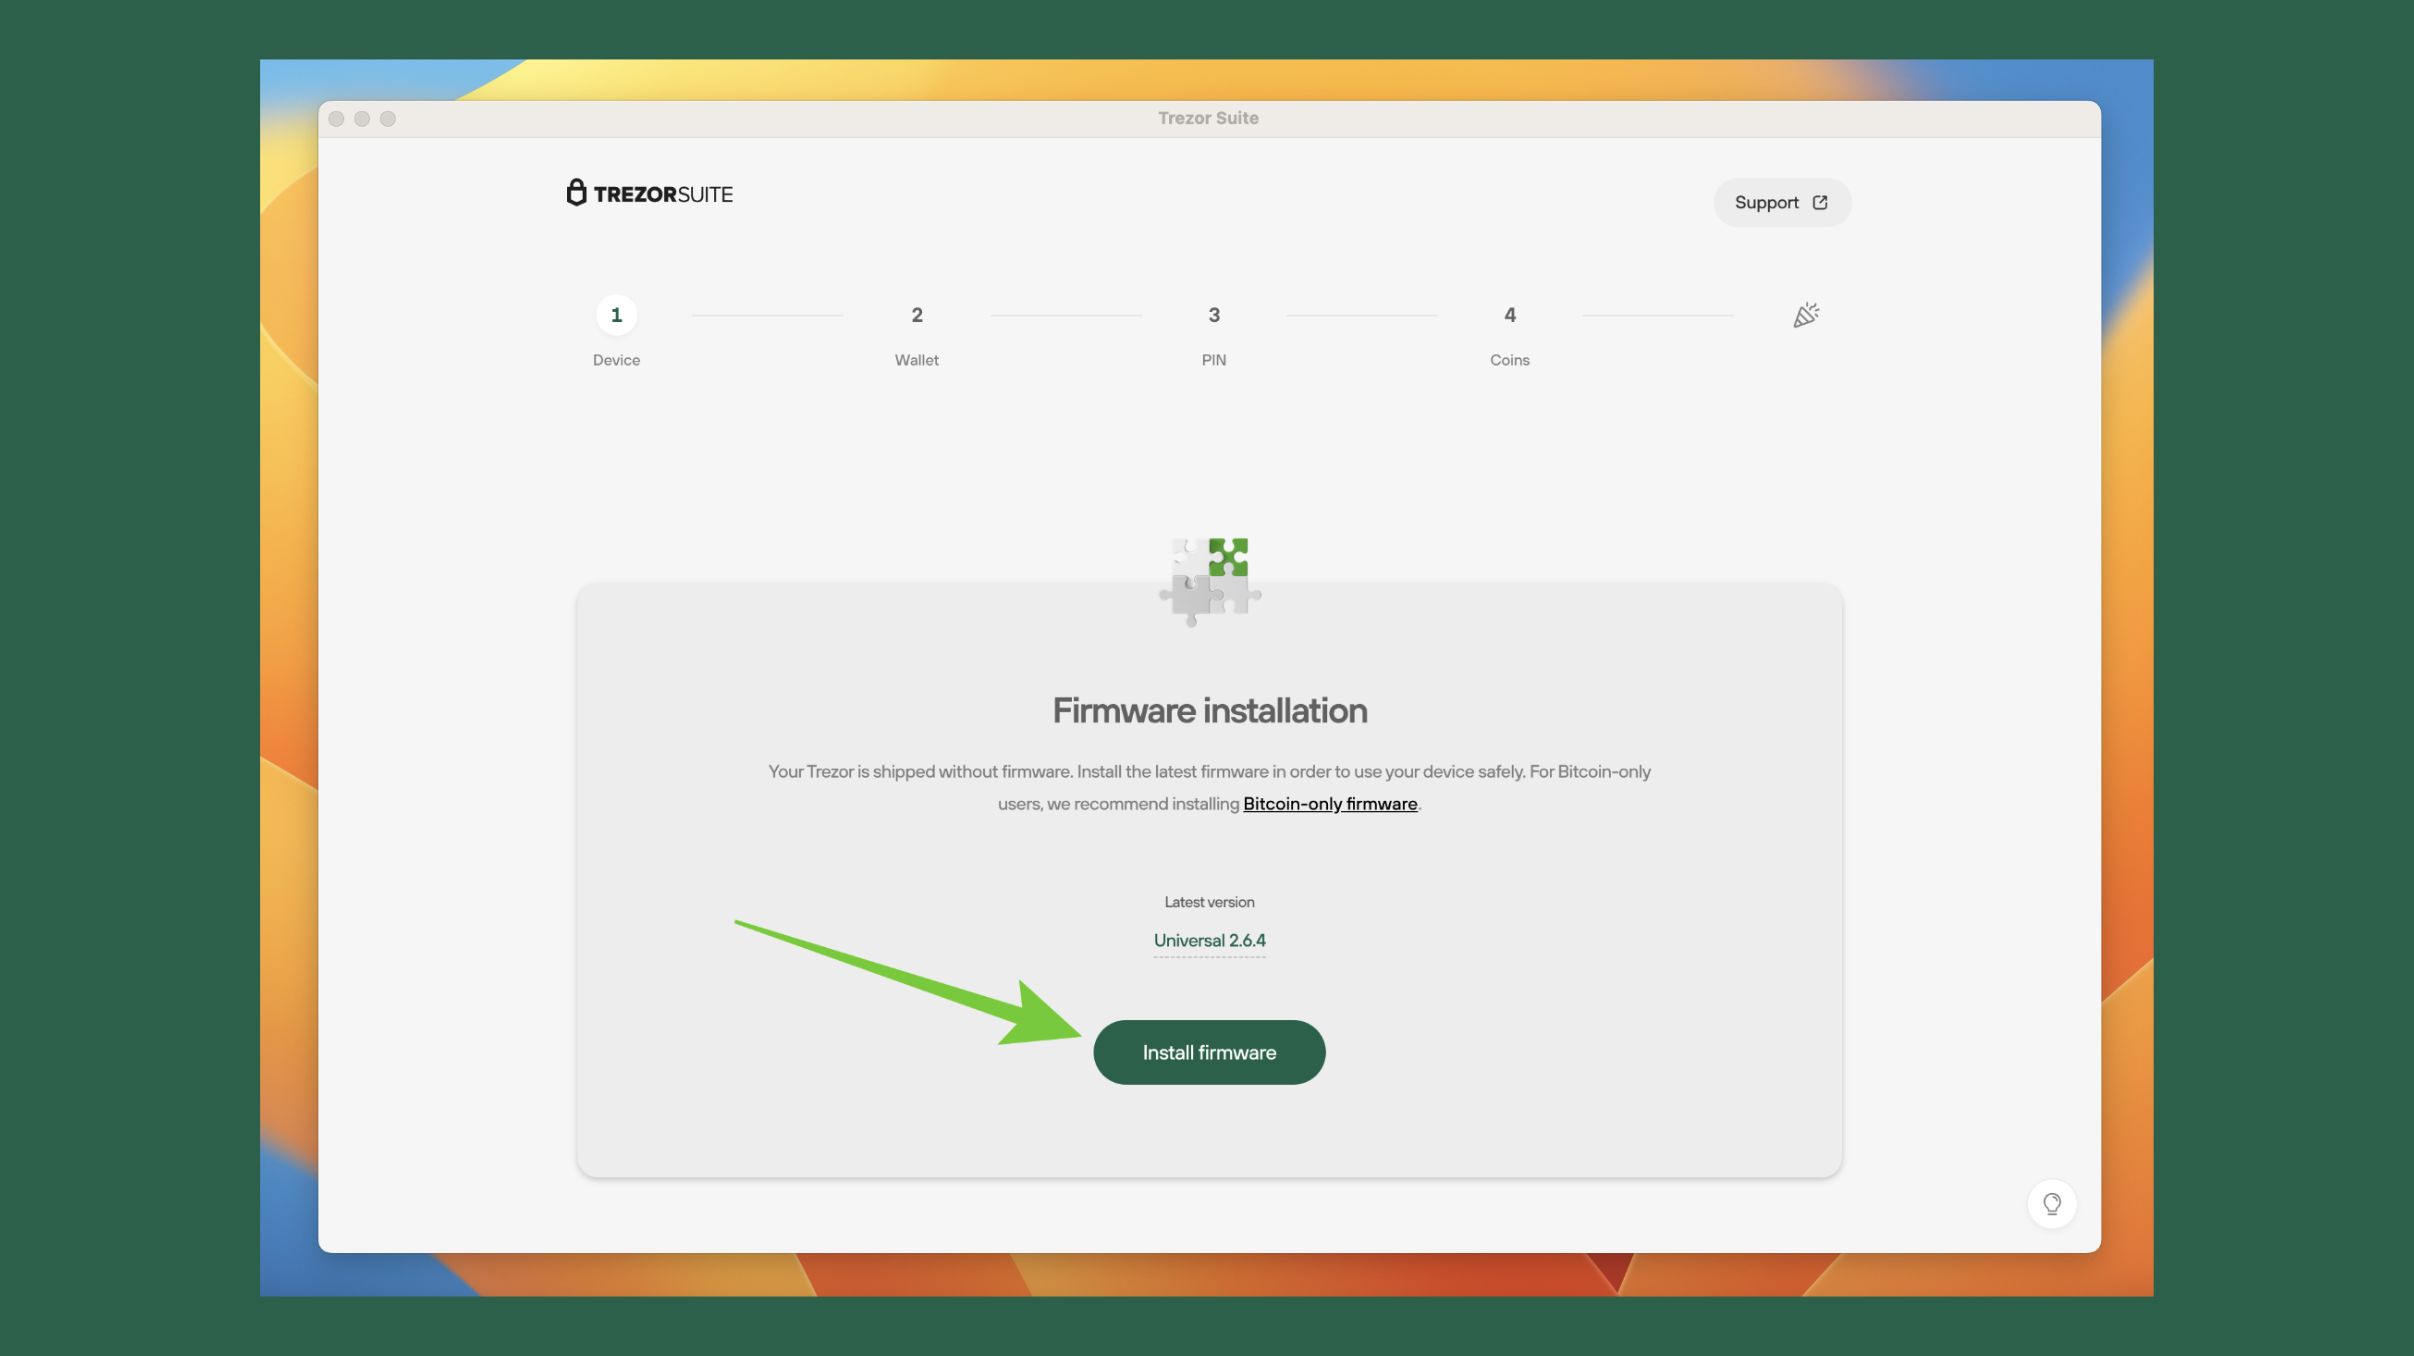 Trezor Suite
TREZORSUITE
Support
1
2
3
4
Device
Wallet
PIN
Coins
Firmware installation
Your Trezor is shipped without firmware. Install the latest firmware in order to use your device safely. For Bitcoin-only
users, we recommend installing Bitcoin-only firmware.
Latest version
Universal 2.6.4
Install firmware